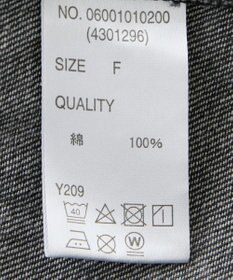 NO. 06001010200
(4301296)
SIZE F
QUALITY
綿 100%
Y209
40
W